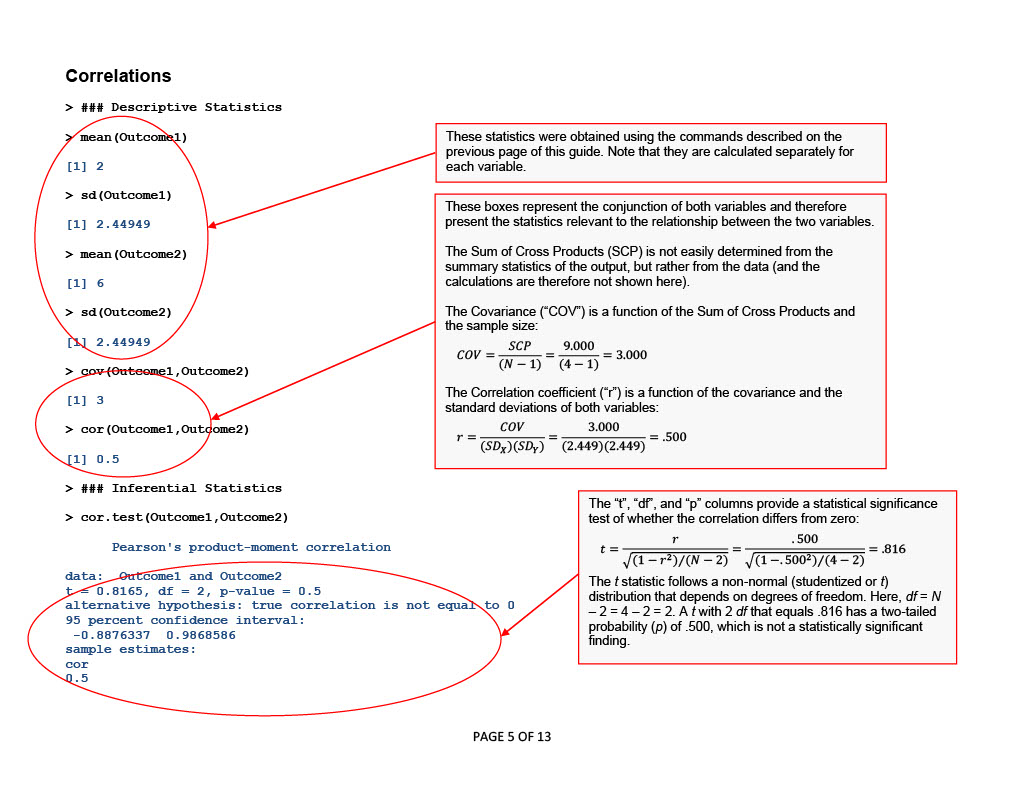 Correlations
> ### Descriptive Statistics
> mean(Outcome1)
[1] 2
> sd(Outcome1)
[1] 2.44949
> mean(Outcome2)
[1] 6
> sd(Outcome2)
[1] 2.44949
> cov(Outcome1,Outcome2)
[1] 3
> cor(Outcome1,Outcome2)
[1] 0.5
> ### Inferential Statistics
> cor.test(Outcome1,Outcome2)
Pearson's product-moment correlation
data: Outcome1 and Outcome2
t = 0.8165, df = 2, p-value = 0.5
alternative hypothesis: true correlation is not equal to 0
95 percent confidence interval:
-0.8876337 0.9868586
sample estimates:
cor
0.5
These statistics were obtained using the commands described on the
previous page of this guide. Note that they are calculated separately for
each variable.
These boxes represent the conjunction of both variables and therefore
present the statistics relevant to the relationship between the two variables.
The Sum of Cross Products (SCP) is not easily determined from the
summary statistics of the output, but rather from the data (and the
calculations are therefore not shown here).
The Covariance (“COV”) is a function of the Sum of Cross Products and
the sample size:
COV = SCP / (N − 1) = 9.000 / (4 − 1) = 3.000
The Correlation coefficient (“r”) is a function of the covariance and the
standard deviations of both variables:
r = COV / (SD_X)(SD_Y) = 3.000 / (2.449)(2.449) = .500
The “t”, “df”, and “p” columns provide a statistical significance
test of whether the correlation differs from zero:
t = r / √(1 − r²)/(N − 2) = .500 / √(1 −.500²)/(4 − 2) = .816
The t statistic follows a non-normal (studentized or t)
distribution that depends on degrees of freedom. Here, df = N
– 2 = 4 – 2 = 2. A t with 2 df that equals .816 has a two-tailed
probability (p) of .500, which is not a statistically significant
finding.
PAGE 5 OF 13